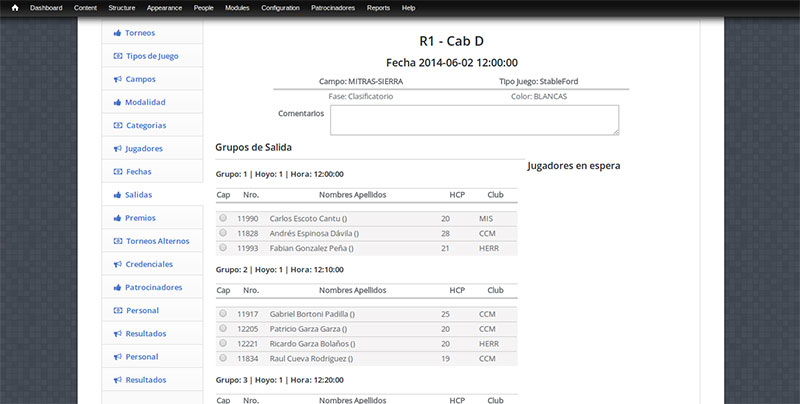 Dashboard Content Structure Appearance People Modules Configuration Patrocinadores Reports Help
Torneos
Tipos de Juego
Campos
Modalidad
Categorias
Jugadores
Fechas
Salidas
Premios
Torneos Alternos
Credenciales
Patrocinadores
Personal
Resultados
Personal
Resultados
R1 - Cab D
Fecha 2014-06-02 12:00:00
Campo: MITRAS-SIERRA Tipo Juego: StableFord
Fase: Clasificatorio Color: BLANCAS
Comentarios
Grupos de Salida
Jugadores en espera
Grupo: 1 | Hoyo: 1 | Hora: 12:00:00
Cap Nro. Nombres Apellidos HCP Club
11990 Carlos Escoto Cantu () 20 MIS
11828 Andrés Espinosa Dávila () 28 CCM
11993 Fabian Gonzalez Peña () 21 HERR
Grupo: 2 | Hoyo: 1 | Hora: 12:10:00
Cap Nro. Nombres Apellidos HCP Club
11917 Gabriel Bortoni Padilla () 25 CCM
12205 Patricio Garza Garza () 20 CCM
12221 Ricardo Garza Bolaños () 20 HERR
11834 Raul Cueva Rodriguez () 19 CCM
Grupo: 3 | Hoyo: 1 | Hora: 12:20:00
Cap Nro. Nombres Apellidos HCP Club